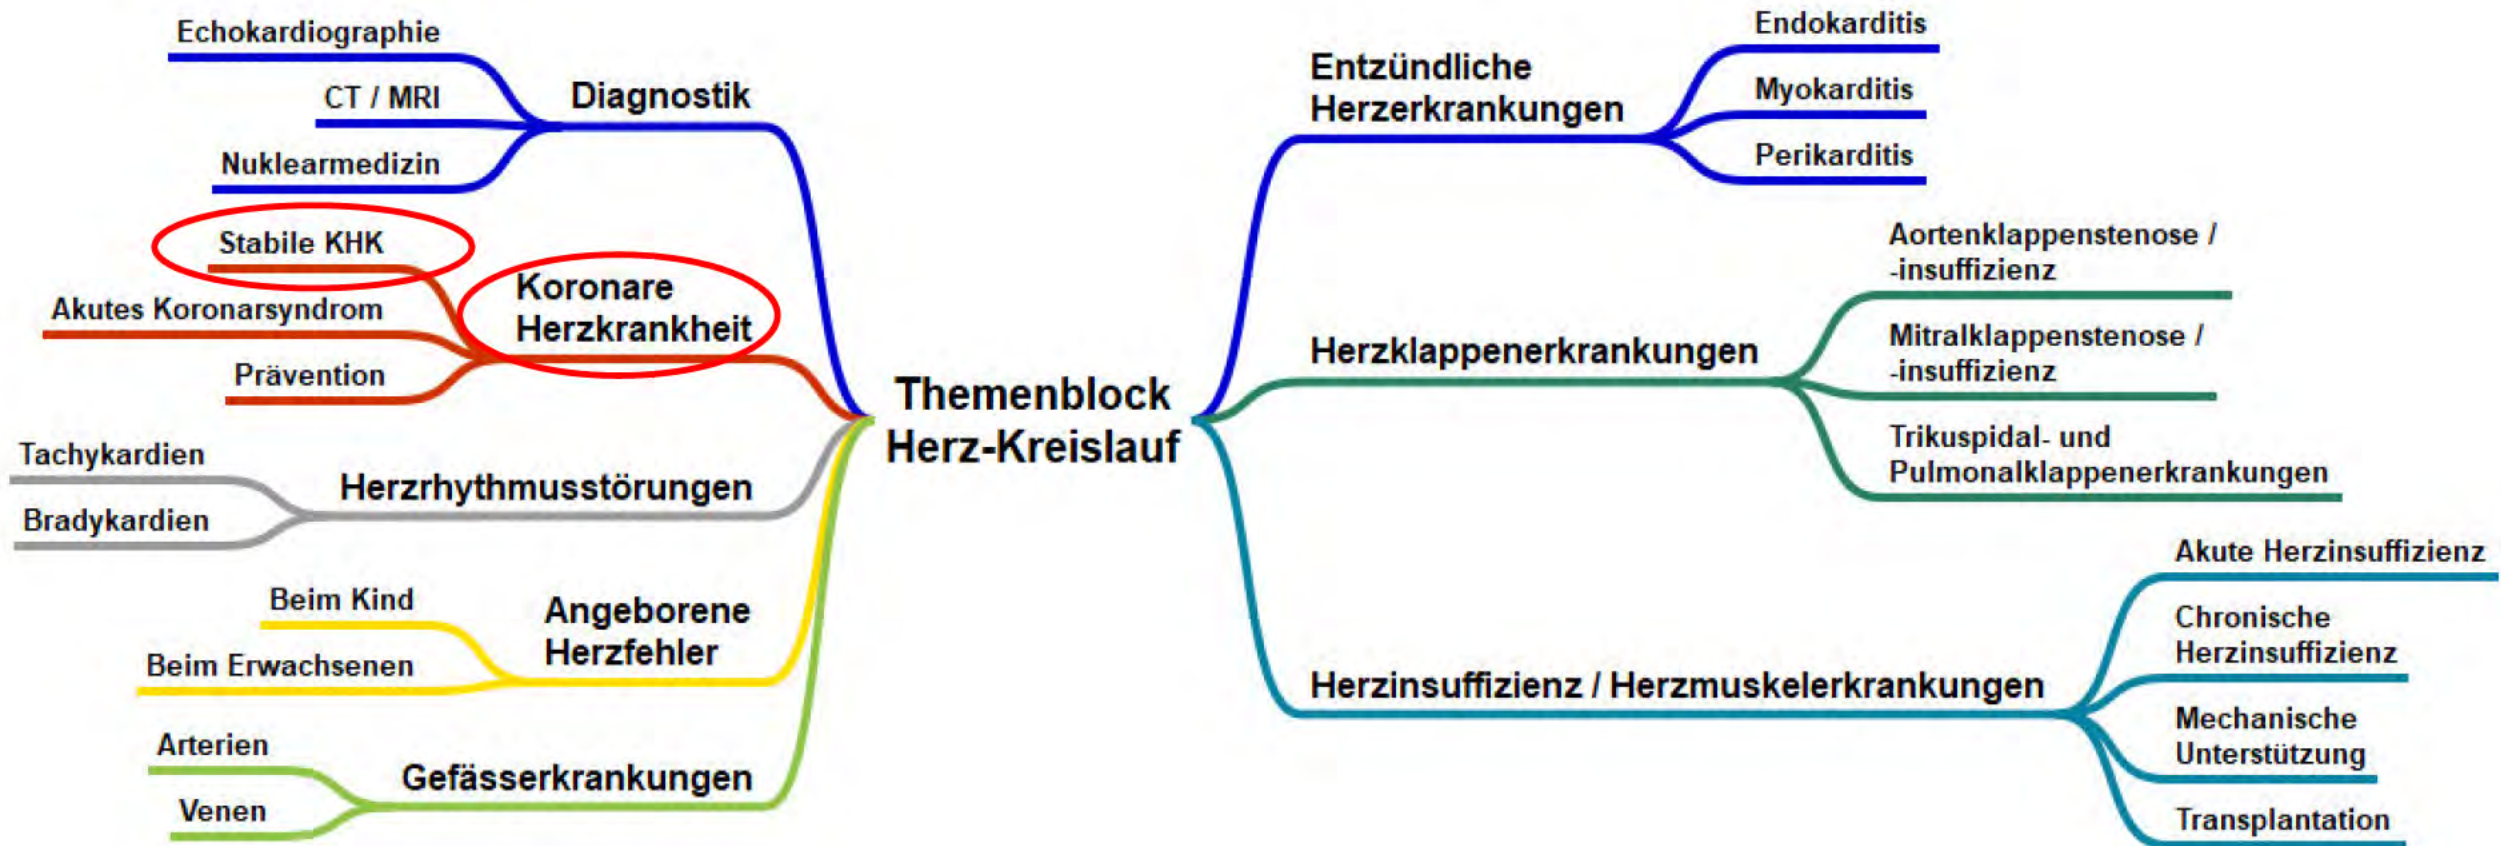 Themenblock
Herz-Kreislauf
Diagnostik
Echokardiographie
CT / MRI
Nuklearmedizin
Koronare
Herzkrankheit
Stabile KHK
Akutes Koronarsyndrom
Prävention
Herzrhythmusstörungen
Tachykardien
Bradykardien
Angeborene
Herzfehler
Beim Kind
Beim Erwachsenen
Gefässerkrankungen
Arterien
Venen
Entzündliche
Herzerkrankungen
Endokarditis
Myokarditis
Perikarditis
Herzklappenerkrankungen
Aortenklappenstenose /
-insuffizienz
Mitralklappenstenose /
-insuffizienz
Trikuspidal- und
Pulmonalklappenerkrankungen
Herzinsuffizienz / Herzmuskelerkrankungen
Akute Herzinsuffizienz
Chronische
Herzinsuffizienz
Mechanische
Unterstützung
Transplantation